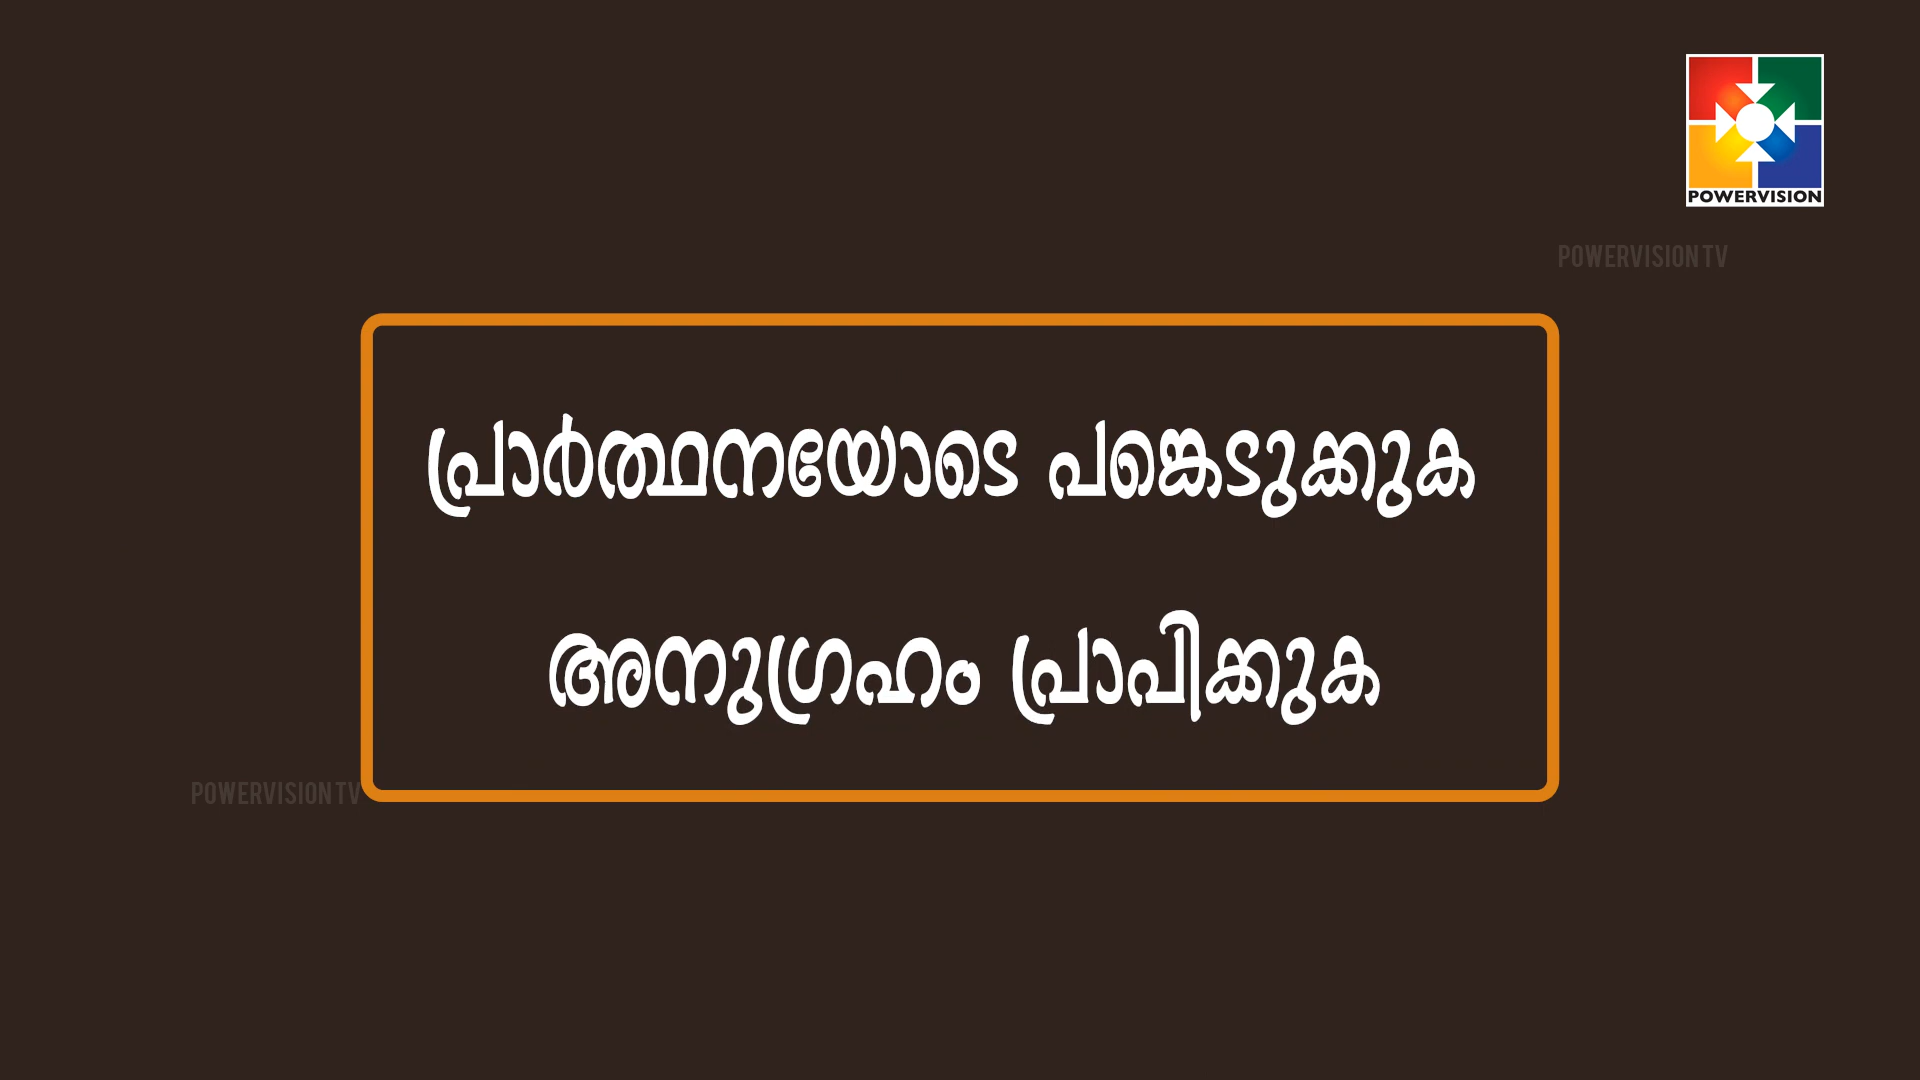 POWERVISION
POWERVISION TV
പ്രാർത്ഥനയോടെ പങ്കെടുക്കുക
അനുഗ്രഹം പ്രാപിക്കുക
POWERVISION TV